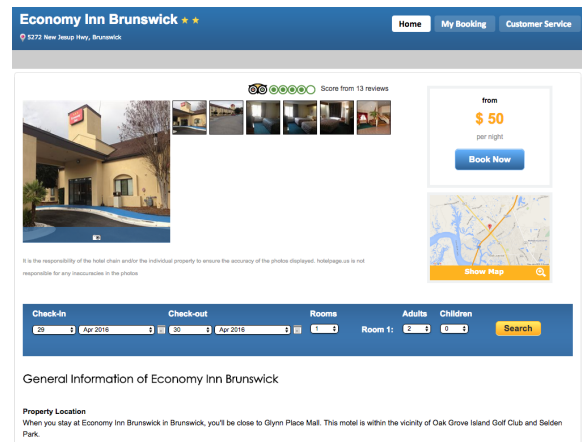 Economy Inn Brunswick
5272 New Jesup Hwy, Brunswick
Home
My Booking
Customer Service
Score from 13 reviews
from
$ 50
per night
Book Now
It is the responsibility of the hotel chain and/or the individual property to ensure the accuracy of the photos displayed. hotelpage.us is not
responsible for any inaccuracies in the photos
Show Map
Check-in
Check-out
Rooms
Adults
Children
29
Apr 2016
30
Apr 2016
1
Room 1:
2
0
Search
General Information of Economy Inn Brunswick
Property Location
When you stay at Economy Inn Brunswick in Brunswick, you'll be close to Glynn Place Mall. This motel is within the vicinity of Oak Grove Island Golf Club and Selden
Park.